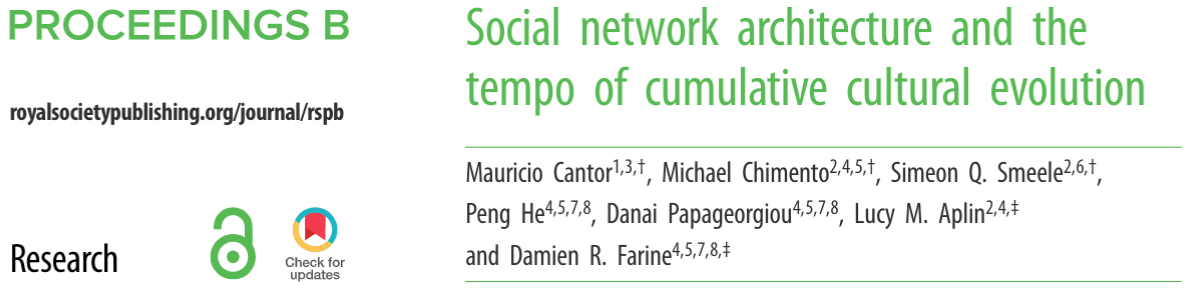 PROCEEDINGS B
royalsocietypublishing.org/journal/rspb
Research
Check for
updates
Social network architecture and the
tempo of cumulative cultural evolution
Mauricio Cantor1,3,†, Michael Chimento2,4,5,†, Simeon Q. Smeele2,6,†,
Peng He4,5,7,8, Danai Papageorgiou4,5,7,8, Lucy M. Aplin2,4,‡
and Damien R. Farine4,5,7,8,‡